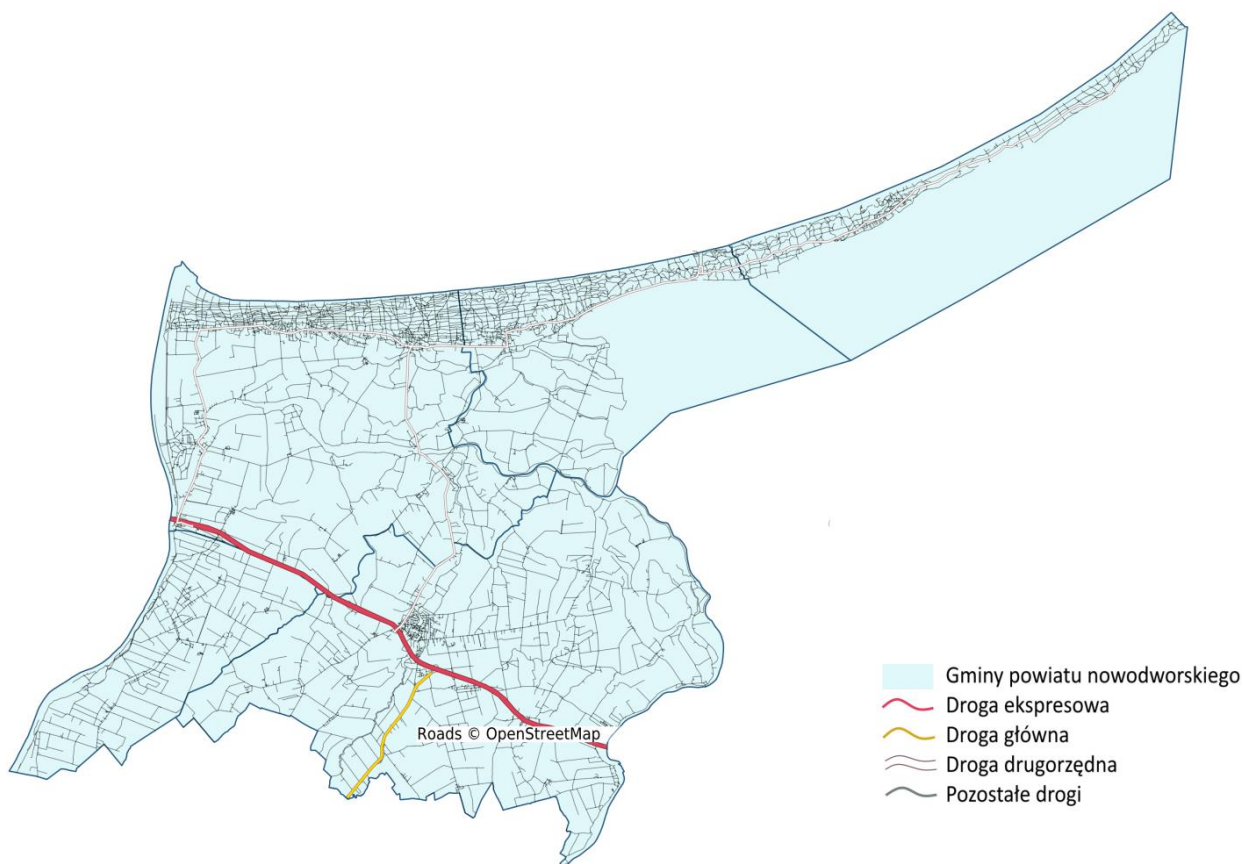 Roads © OpenStreetMap
Gminy powiatu nowodworskiego
Droga ekspresowa
Droga główna
Droga drugorzędna
Pozostałe drogi